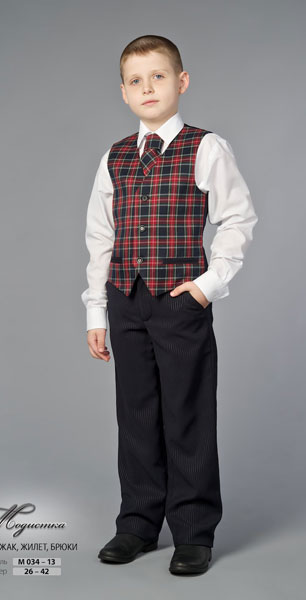 Модистка
ЖАК, ЖИЛЕТ, БРЮКИ
ль М 034 – 13
ер 26 – 42